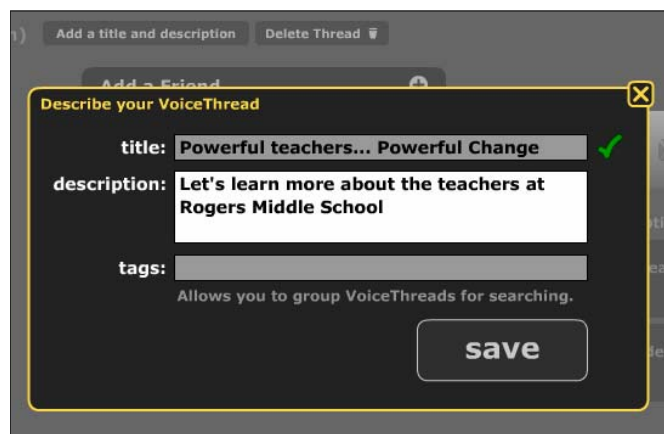 Add a title and description
Delete Thread
Add a Friend
Describe your VoiceThread
title: Powerful teachers... Powerful Change
description: Let's learn more about the teachers at
Rogers Middle School
tags:
Allows you to group VoiceThreads for searching.
save